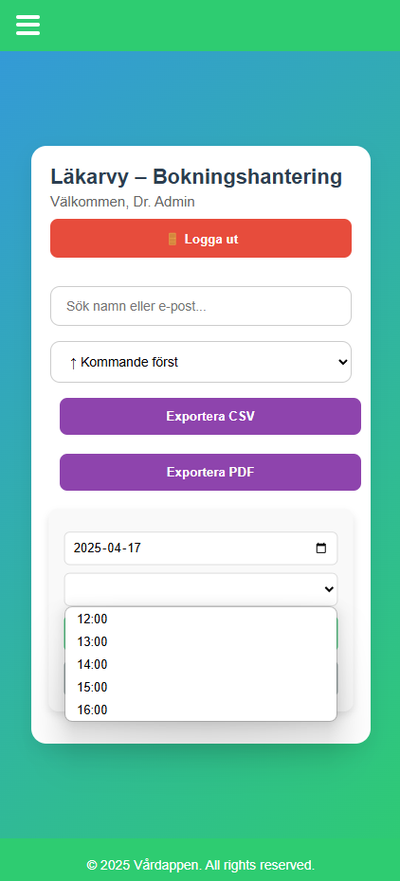 Läkarvy – Bokningshantering
Välkommen, Dr. Admin
🚪 Logga ut
Sök namn eller e-post...
↑ Kommande först
Exportera CSV
Exportera PDF
2025-04-17
12:00
13:00
14:00
15:00
16:00
© 2025 Vårdappen. All rights reserved.